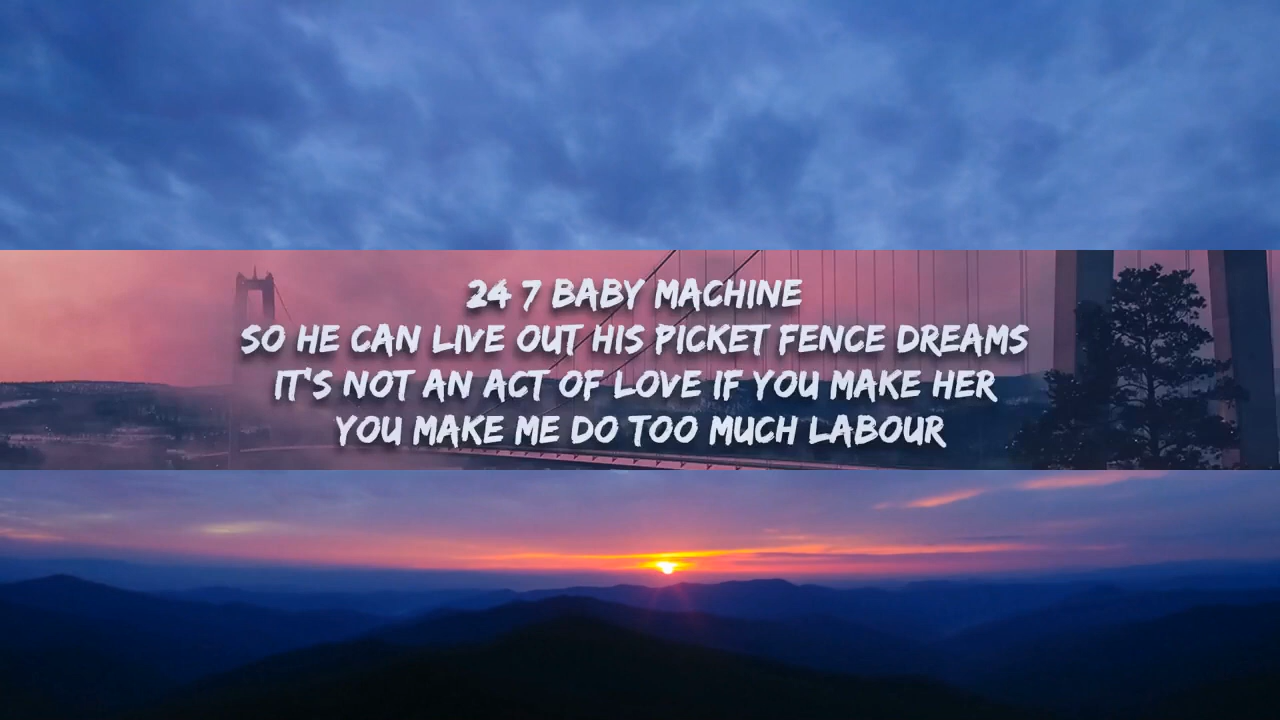 24 7 BABY MACHINE
SO HE CAN LIVE OUT HIS PICKET FENCE DREAMS
IT'S NOT AN ACT OF LOVE IF YOU MAKE HER
YOU MAKE ME DO TOO MUCH LABOUR